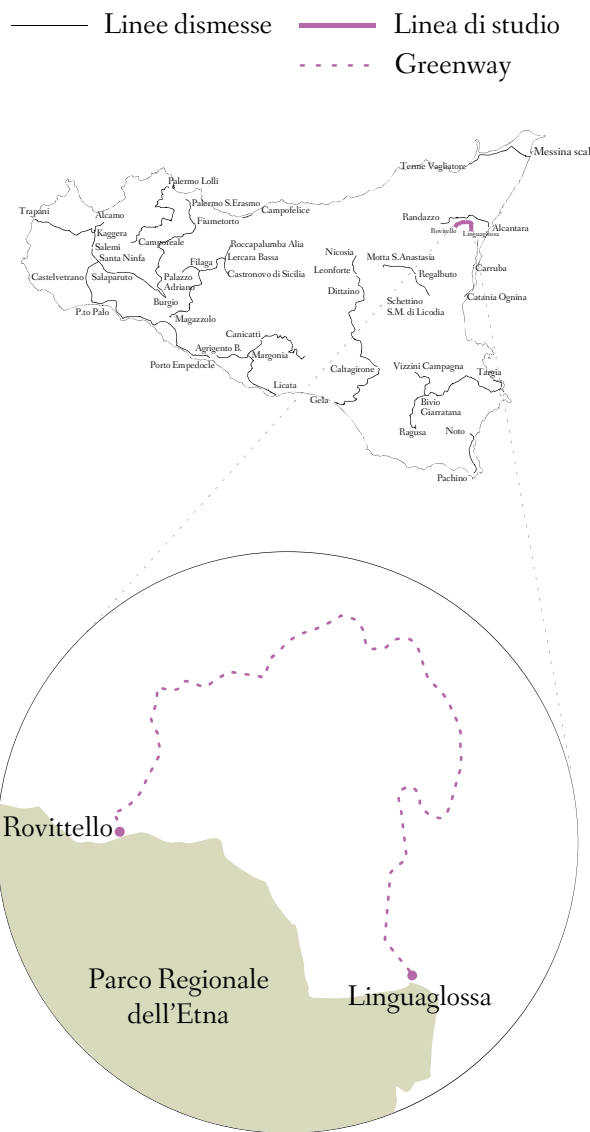 Linee dismesse
Linea di studio
Greenway
Messina scal
Terme Vagliatore
Palermo Lolli
Palermo S.Erasmo
Campofelice
Trapani
Alcamo
Fiumetorto
Randazzo
Rovitello
Linguaglossa
Alcantara
Kaggera
Camporeale
Salemi
Santa Ninfa
Roccapalumba Alia
Lercara Bassa
Filaga
Castronovo di Sicilia
Nicosia
Motta S.Anastasia
Leonforte
Regalbuto
Carruba
Castelvetrano
Salaparuto
Palazzo
Adriano
Dittaino
Burgio
Schettino
S.M. di Licodia
Catania Ognina
P.to Palo
Magazzolo
Canicattì
Agrigento B.
Margonia
Porto Empedocle
Caltagirone
Vizzini Campagna
Targia
Licata
Gela
Bivio
Giarratana
Ragusa
Noto
Pachino
Rovittello
Parco Regionale
dell'Etna
Linguaglossa